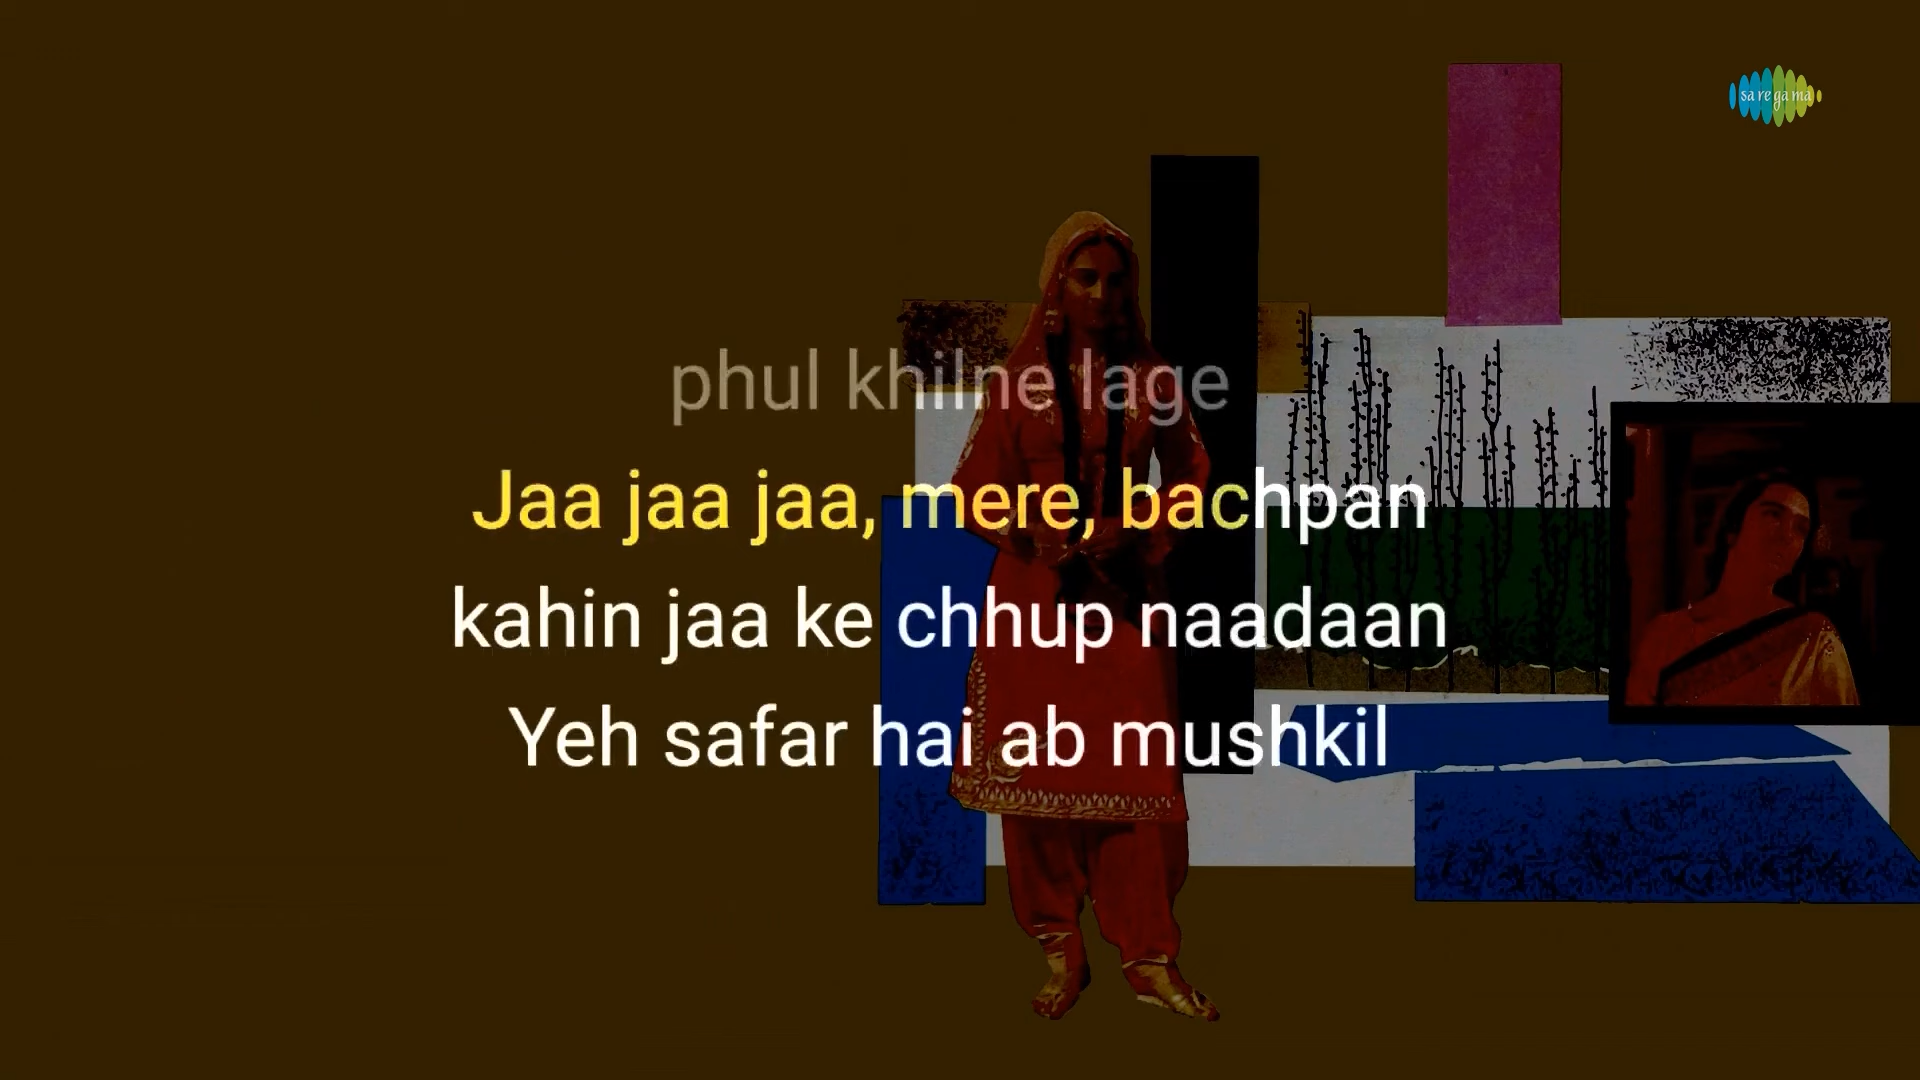 sa re ga ma
phul khilne lage
Jaa jaa jaa, mere, bachpan
kahin jaa ke chhup naadaan
Yeh safar hai ab mushkil